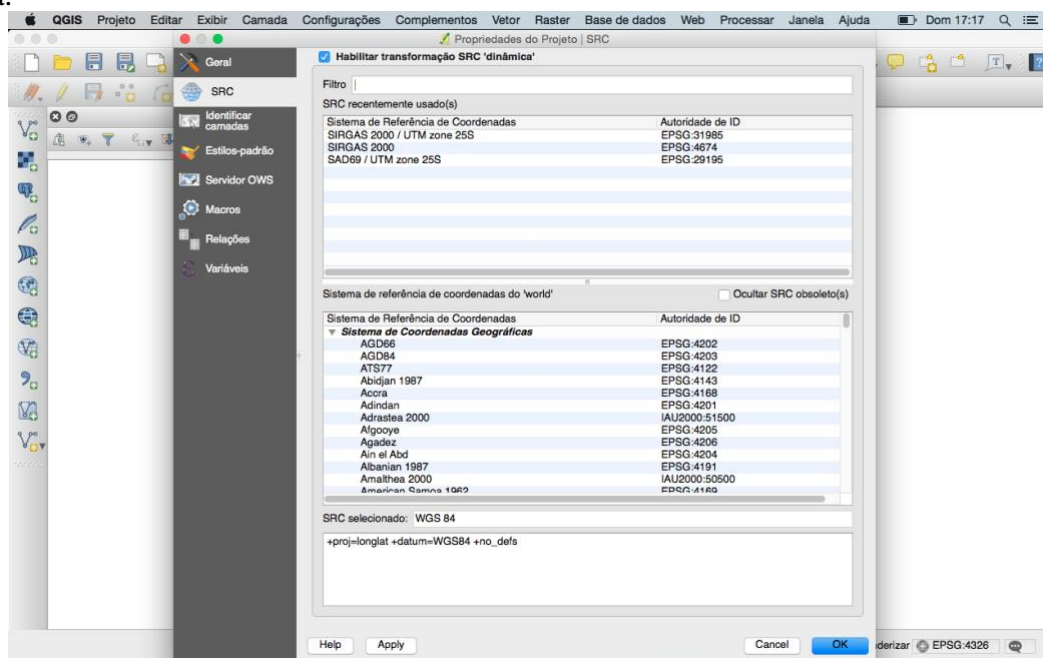 a.
QGIS Projeto Editar Exibir Camada Configurações Complementos Vetor Raster Base de dados Web Processar Janela Ajuda Dom 17:17
Propriedades do Projeto | SRC
Geral
SRC
Identificar camadas
Estilos-padrão
Servidor OWS
Macros
Relações
Variáveis
Habilitar transformação SRC 'dinâmica'
Filtro
SRC recentemente usado(s)
Sistema de Referência de Coordenadas Autoridade de ID
SIRGAS 2000 / UTM zone 25S EPSG:31985
SIRGAS 2000 EPSG:4674
SAD69 / UTM zone 25S EPSG:29195
Sistema de referência de coordenadas do 'world' Ocultar SRC obsoleto(s)
Sistema de Referência de Coordenadas Autoridade de ID
Sistema de Coordenadas Geográficas
AGD66 EPSG:4202
AGD84 EPSG:4203
ATS77 EPSG:4122
Abidjan 1987 EPSG:4143
Accra EPSG:4168
Adindan EPSG:4201
Adrastea 2000 IAU2000:51500
Afgooye EPSG:4205
Agadez EPSG:4206
Ain el Abd EPSG:4204
Albanian 1987 EPSG:4191
Amalthea 2000 IAU2000:50500
American Samoa 1962 EPSG:4169
SRC selecionado: WGS 84
+proj=longlat +datum=WGS84 +no_defs
Help Apply Cancel OK
derizar EPSG:4326